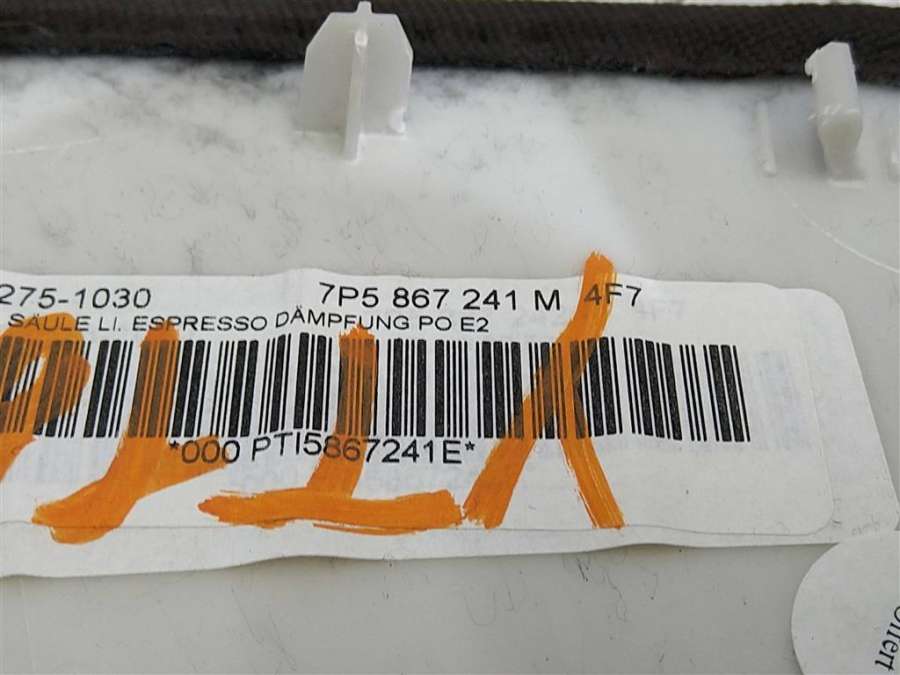 275-1030 7P5 867 241 M 4F7
SÄULE LI. ESPRESSO DÄMPFUNG PO E2
*000 PTI5867241E*